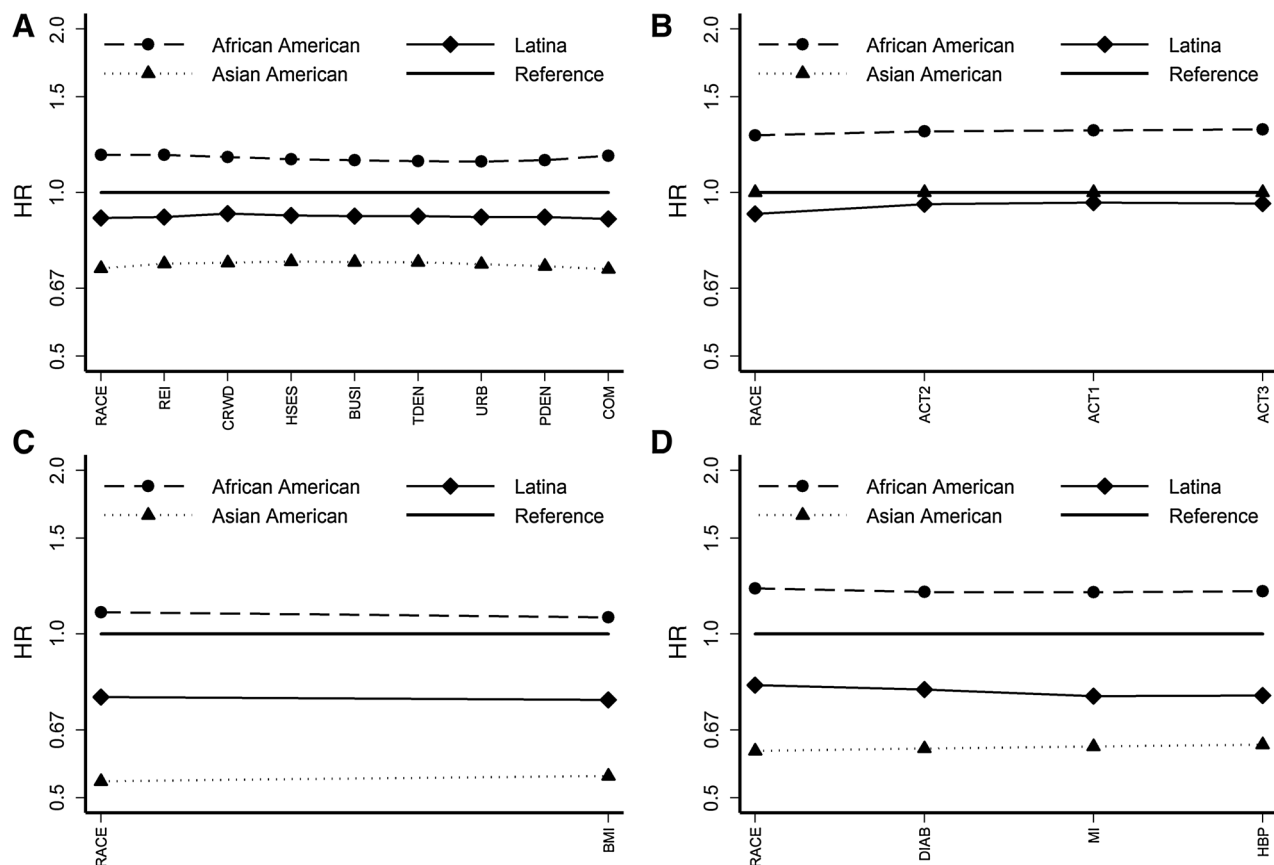 A
African American
Latina
Asian American
Reference
2.0
1.5
1.0
0.67
0.5
HR
RACE
REI
CRWD
HSES
BUSI
TDEN
URB
PDEN
COM
B
African American
Latina
Asian American
Reference
2.0
1.5
1.0
0.67
0.5
HR
RACE
ACT2
ACT1
ACT3
C
African American
Latina
Asian American
Reference
2.0
1.5
1.0
0.67
0.5
HR
RACE
BMI
D
African American
Latina
Asian American
Reference
2.0
1.5
1.0
0.67
0.5
HR
RACE
DIAB
MI
HBP